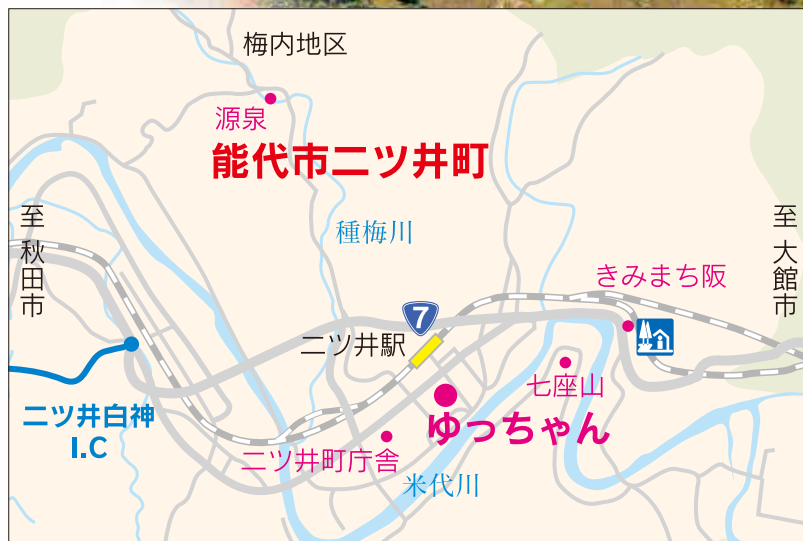 梅内地区
源泉
能代市二ツ井町
種梅川
至 秋田市
至 大館市
きみまち阪
7
二ツ井駅
七座山
二ツ井白神
I.C
ゆっちゃん
二ツ井町庁舎
米代川